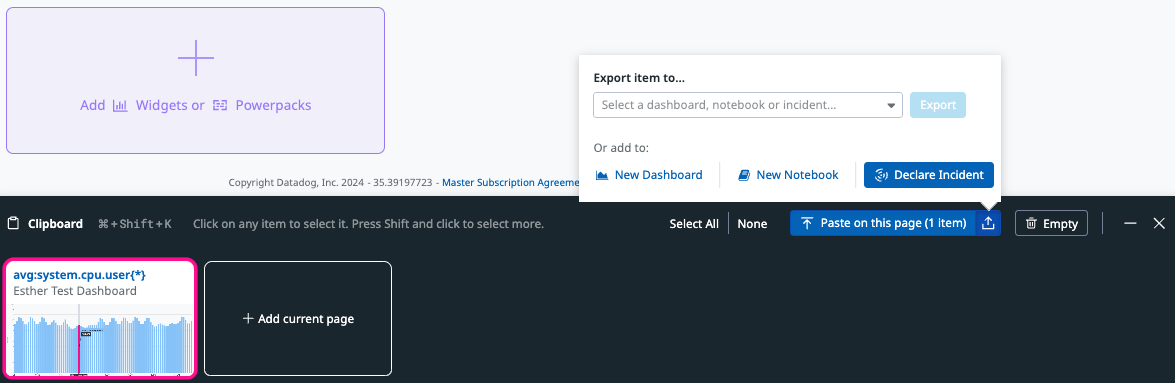 Add Widgets or Powerpacks
Export item to...
Select a dashboard, notebook or incident...
Export
Or add to:
New Dashboard
New Notebook
Declare Incident
Copyright Datadog, Inc. 2024 - 35.39197723 - Master Subscription Agreeme
Clipboard
⌘+Shift+K
Click on any item to select it. Press Shift and click to select more.
Select All
None
Paste on this page (1 item)
Empty
avg:system.cpu.user{*}
Esther Test Dashboard
+ Add current page